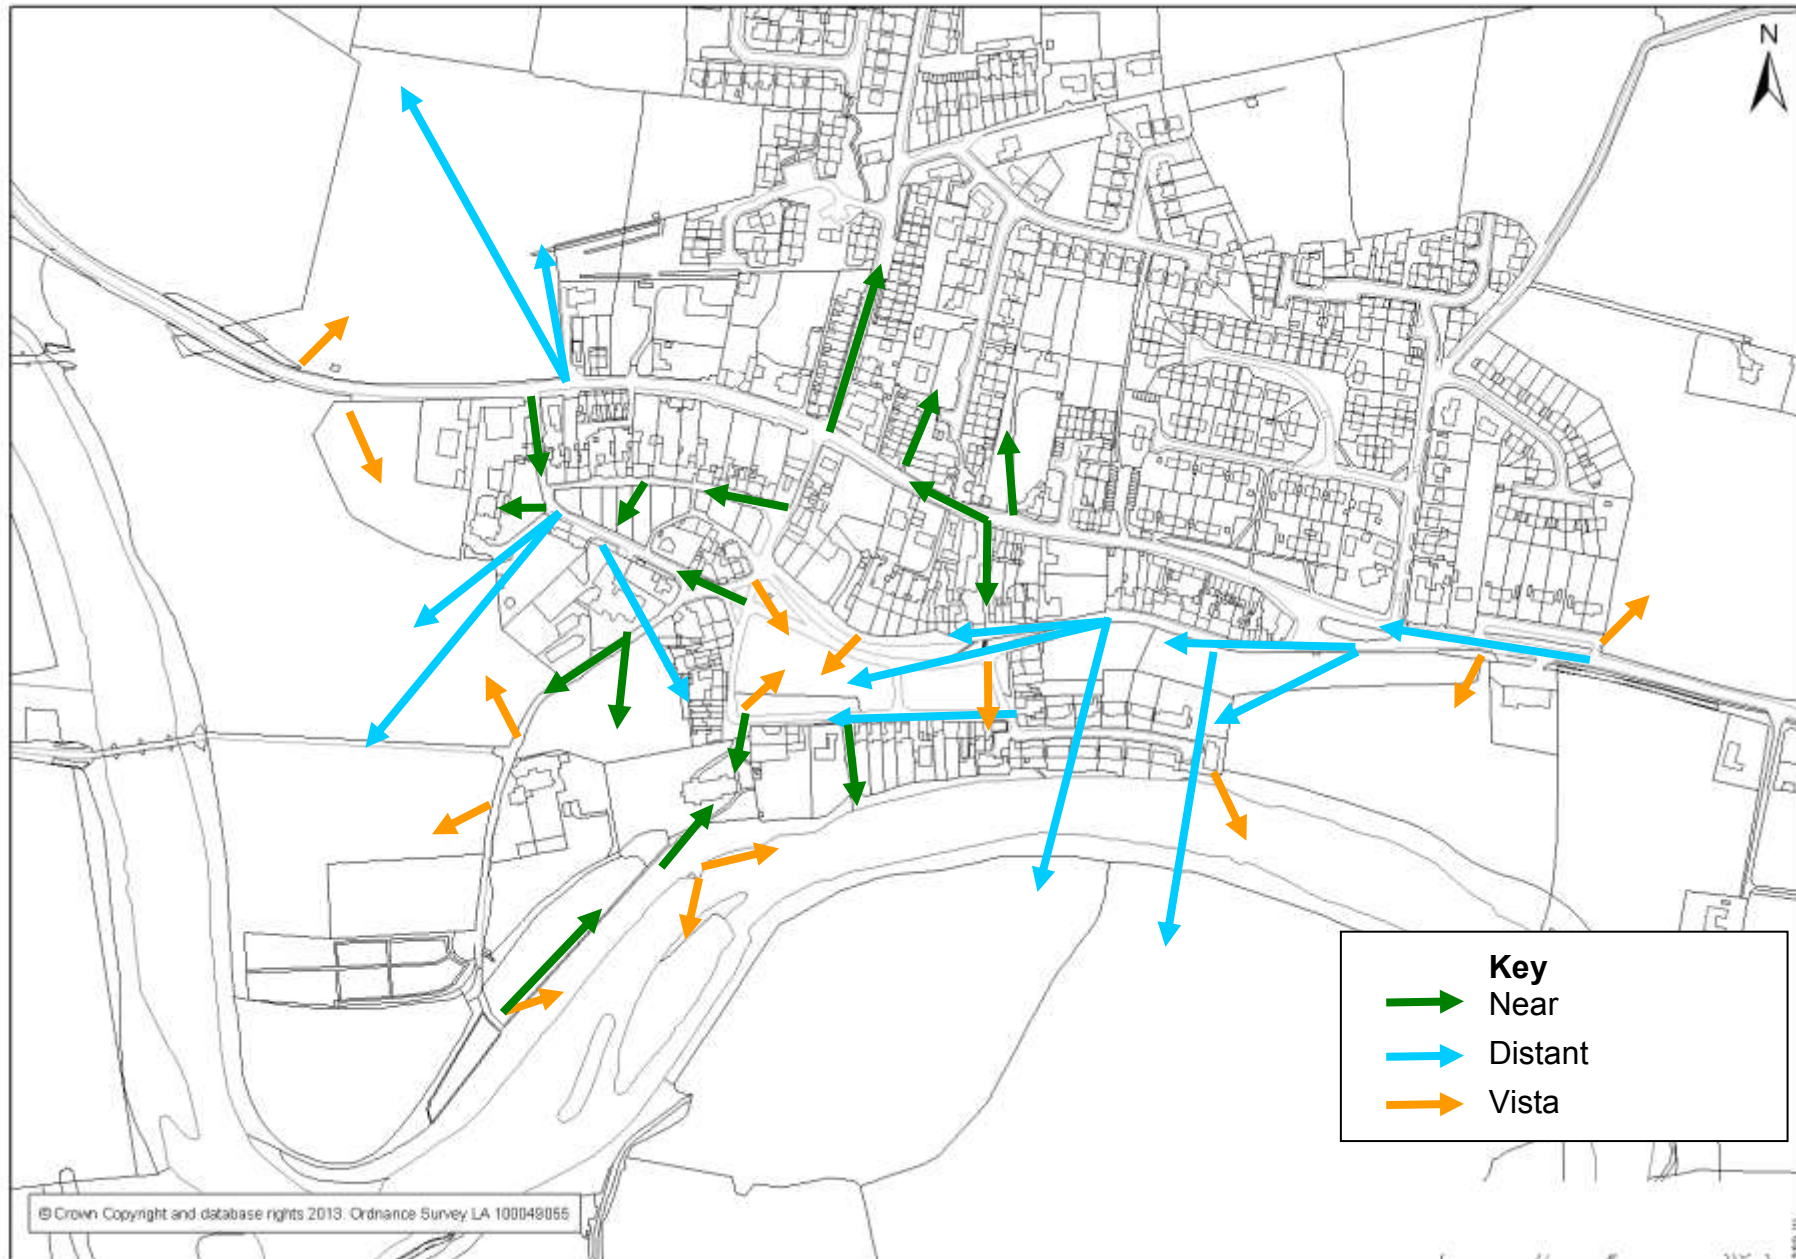 N
Key
Near
Distant
Vista
© Crown Copyright and database rights 2013. Ordnance Survey LA 100049055